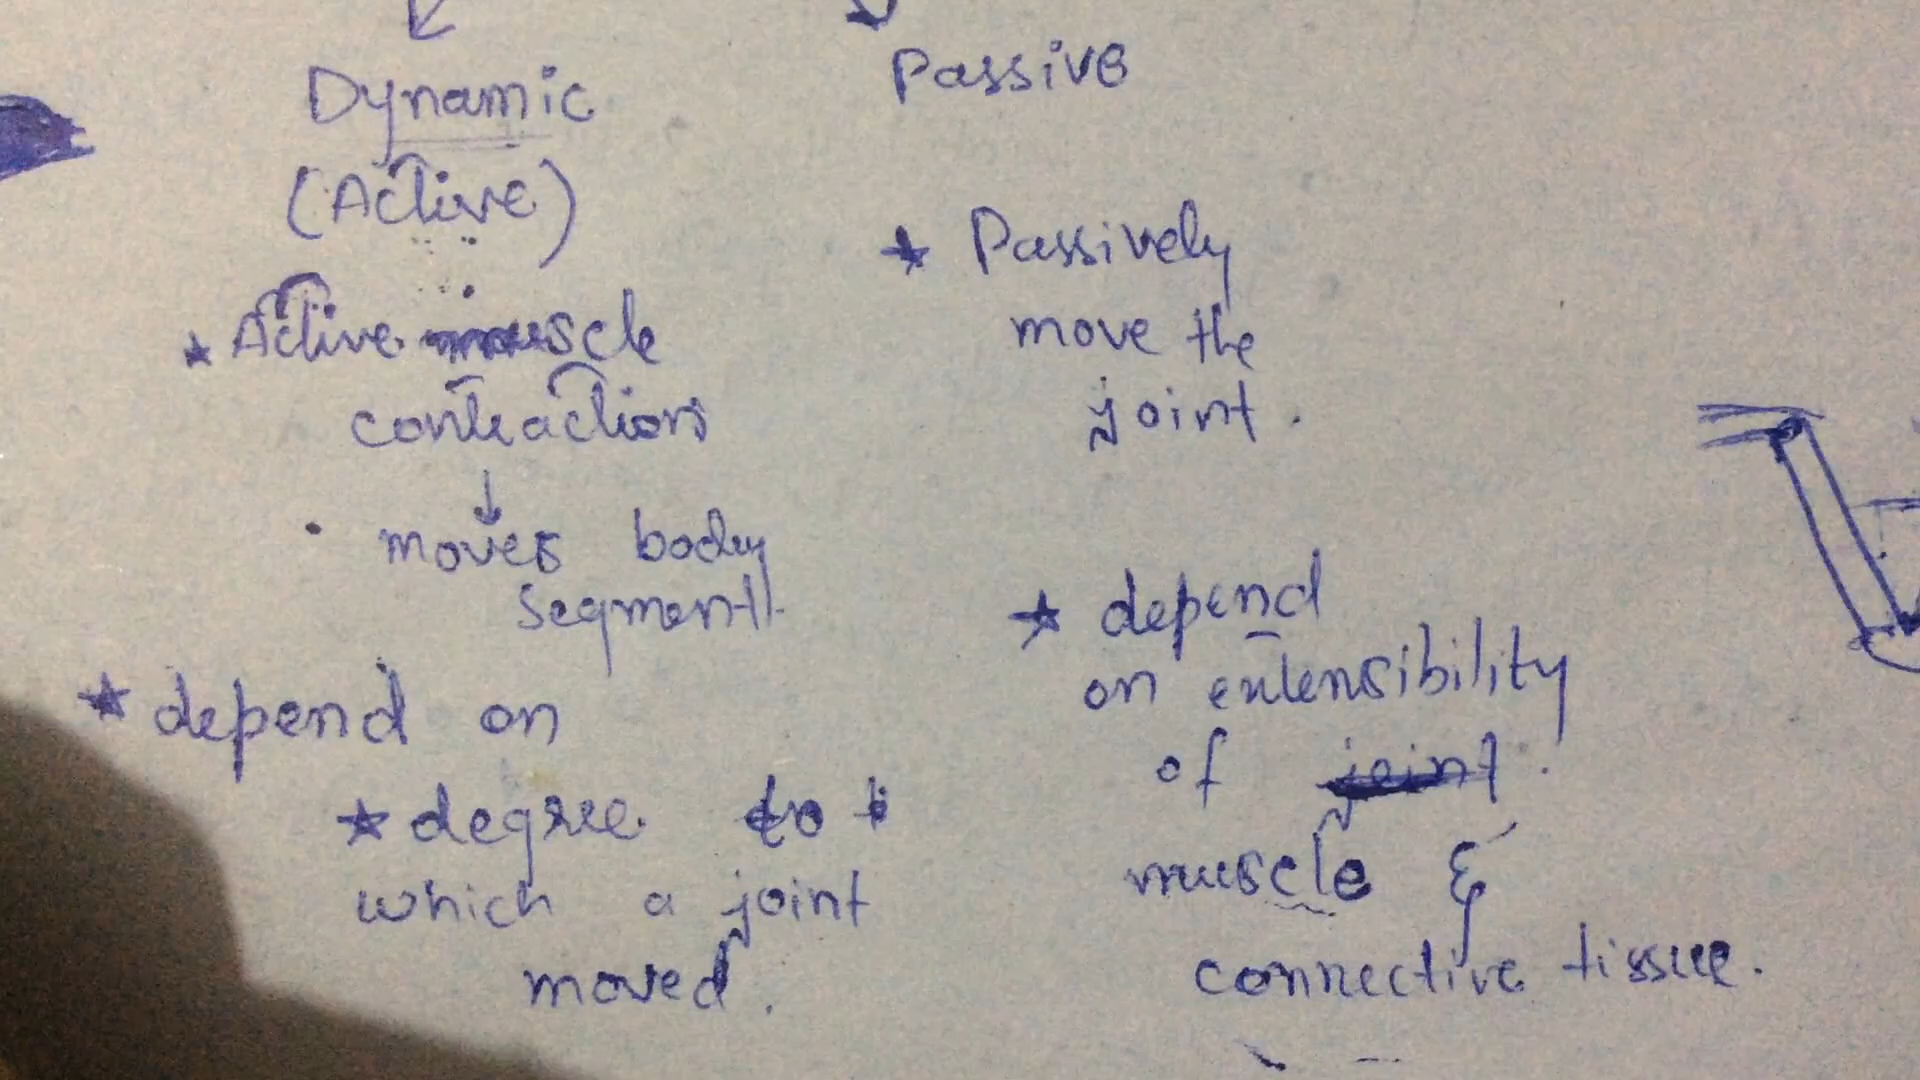 Dynamic
(Active)
★ Active muscle
contractions
↓
• moves body
segment.
★ depend on
★ degree to
which a joint
moved.
Passive
★ Passively
move the
joint.
★ depend
on extensibility
of joint.
muscle &
connective tissue.